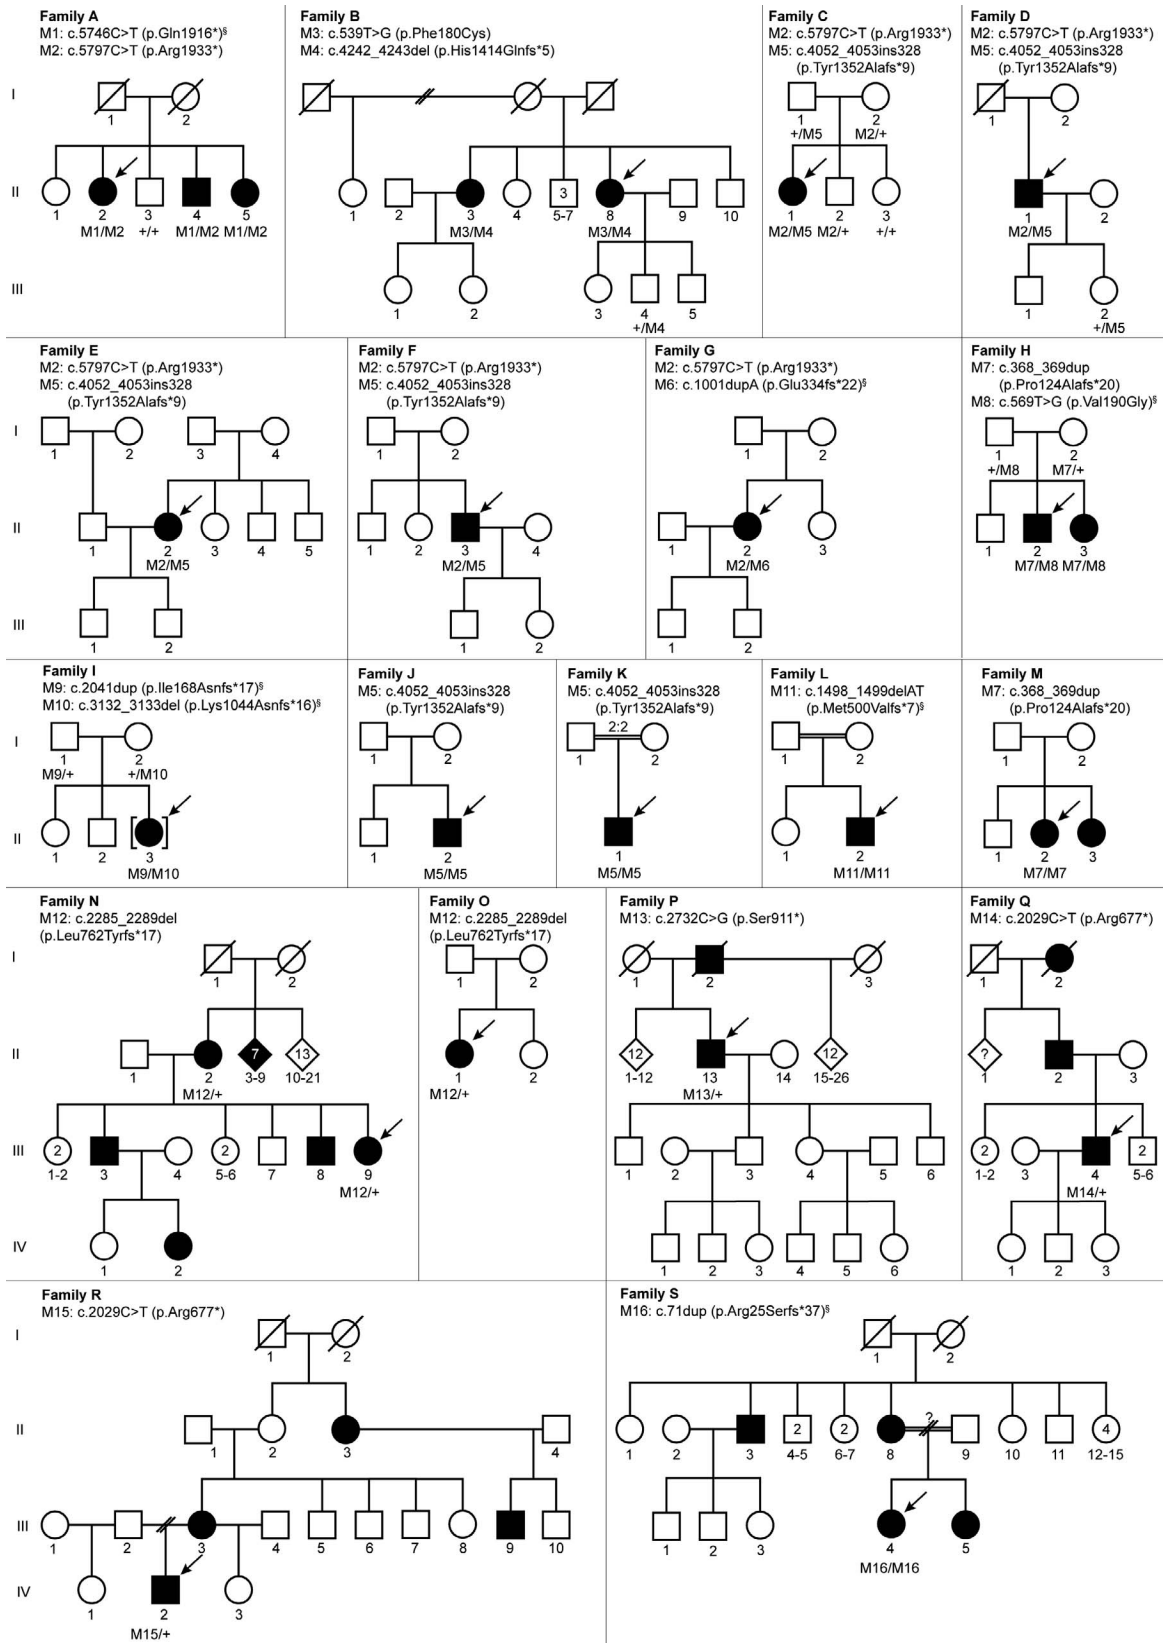 Family A
M1: c.5746C>T (p.Gln1916*)§
M2: c.5797C>T (p.Arg1933*)
Family B
M3: c.539T>G (p.Phe180Cys)
M4: c.4242_4243del (p.His1414Glnfs*5)
Family C
M2: c.5797C>T (p.Arg1933*)
M5: c.4052_4053ins328
(p.Tyr1352Alafs*9)
Family D
M2: c.5797C>T (p.Arg1933*)
M5: c.4052_4053ins328
(p.Tyr1352Alafs*9)
I
1 2
1 2
+/M5 M2/+
1 2
II
3
1 2 3 4 5
M1/M2 +/+ M1/M2 M1/M2
1 2 3 4 5-7 8 9 10
M3/M4 M3/M4
1 2 3
M2/M5 M2/+ +/+
1 2
M2/M5
III
1 2 3 4 5
+/M4
1 2
+/M5
Family E
M2: c.5797C>T (p.Arg1933*)
M5: c.4052_4053ins328
(p.Tyr1352Alafs*9)
Family F
M2: c.5797C>T (p.Arg1933*)
M5: c.4052_4053ins328
(p.Tyr1352Alafs*9)
Family G
M2: c.5797C>T (p.Arg1933*)
M6: c.1001dupA (p.Glu334fs*22)§
Family H
M7: c.368_369dup
(p.Pro124Alafs*20)
M8: c.569T>G (p.Val190Gly)§
I
1 2 3 4
1 2
1 2
1 2
+/M8 M7/+
II
1 2 3 4 5
M2/M5
1 2 3 4
M2/M5
1 2 3
M2/M6
1 2 3
M7/M8 M7/M8
III
1 2
1 2
1 2
Family I
M9: c.2041dup (p.Ile168Asnfs*17)§
M10: c.3132_3133del (p.Lys1044Asnfs*16)§
Family J
M5: c.4052_4053ins328
(p.Tyr1352Alafs*9)
Family K
M5: c.4052_4053ins328
(p.Tyr1352Alafs*9)
Family L
M11: c.1498_1499delAT
(p.Met500Valfs*7)§
Family M
M7: c.368_369dup
(p.Pro124Alafs*20)
I
2:2
1 2
M9/+ +/M10
1 2
1 2
1 2
1 2
II
1 2 3
M9/M10
1 2
M5/M5
1
M5/M5
1 2
M11/M11
1 2 3
M7/M7
Family N
M12: c.2285_2289del
(p.Leu762Tyrfs*17)
Family O
M12: c.2285_2289del
(p.Leu762Tyrfs*17)
Family P
M13: c.2732C>G (p.Ser911*)
Family Q
M14: c.2029C>T (p.Arg677*)
I
1 2
1 2
1 2 3
1 2
II
7 13
1 2 3-9 10-21
M12/+
1 2
M12/+
12 12
1-12 13 14 15-26
M13/+
?
1 2 3
III
2 2
1-2 3 4 5-6 7 8 9
M12/+
1 2 3 4 5 6
2 2
1-2 3 4 5-6
M14/+
IV
1 2
1 2 3 4 5 6
1 2 3
Family R
M15: c.2029C>T (p.Arg677*)
Family S
M16: c.71dup (p.Arg25Serfs*37)§
I
1 2
1 2
II
1 2 3 4
2 2 ? 4
1 2 3 4-5 6-7 8 9 10 11 12-15
III
1 2 3 4 5 6 7 8 9 10
1 2 3 4 5
M16/M16
IV
1 2 3
M15/+